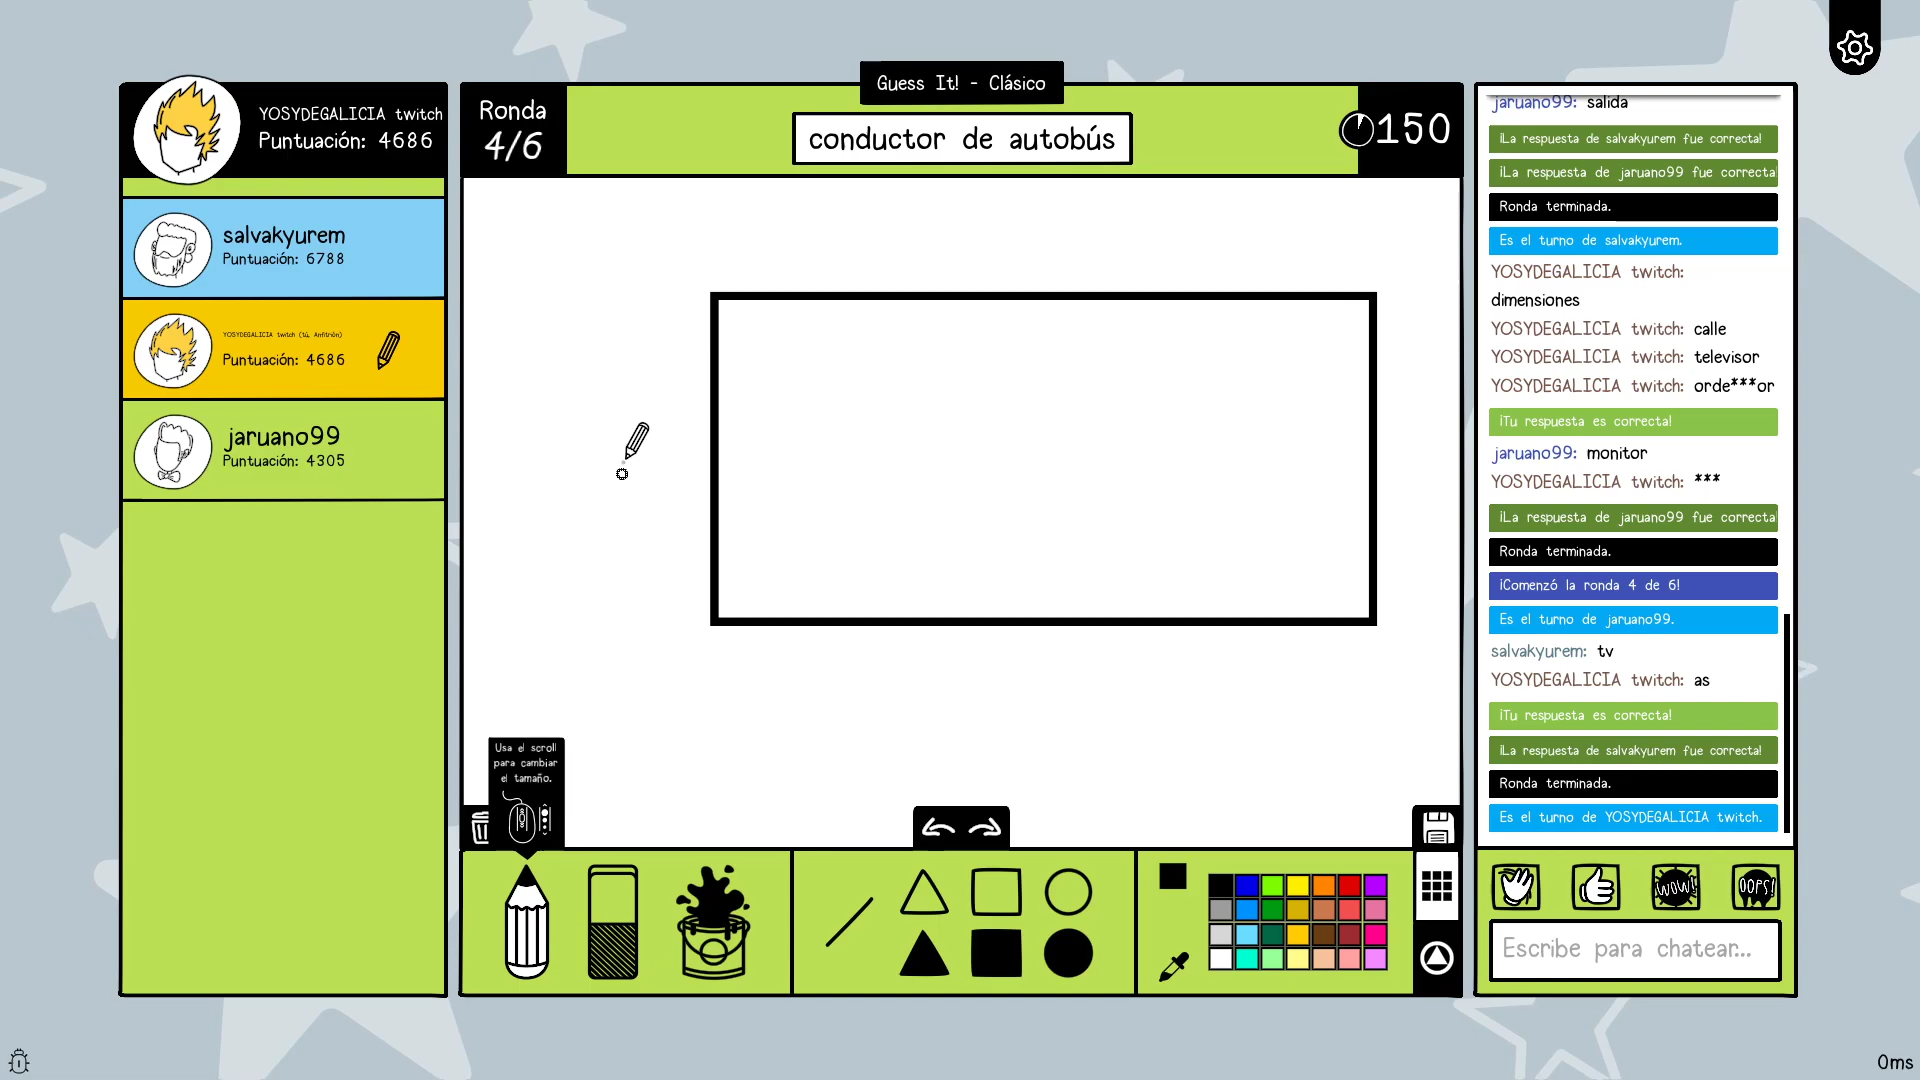 YOSYDEGALICIA twitch
Puntuación: 4686
salvakyurem
Puntuación: 6788
YOSYDEGALICIA twitch (tú, Anfitrión)
Puntuación: 4686
jaruano99
Puntuación: 4305
Ronda
4/6
Guess It! - Clásico
conductor de autobús
150
Usa el scroll
para cambiar
el tamaño.
jaruano99: salida
¡La respuesta de salvakyurem fue correcta!
¡La respuesta de jaruano99 fue correcta
Ronda terminada.
Es el turno de salvakyurem.
YOSYDEGALICIA twitch:
dimensiones
YOSYDEGALICIA twitch: calle
YOSYDEGALICIA twitch: televisor
YOSYDEGALICIA twitch: orde***or
¡Tu respuesta es correcta!
jaruano99: monitor
YOSYDEGALICIA twitch: ***
¡La respuesta de jaruano99 fue correcta
Ronda terminada.
¡Comenzó la ronda 4 de 6!
Es el turno de jaruano99.
salvakyurem: tv
YOSYDEGALICIA twitch: as
¡Tu respuesta es correcta!
¡La respuesta de salvakyurem fue correcta!
Ronda terminada.
Es el turno de YOSYDEGALICIA twitch.
WOW!
OOPS!
Escribe para chatear...
0ms